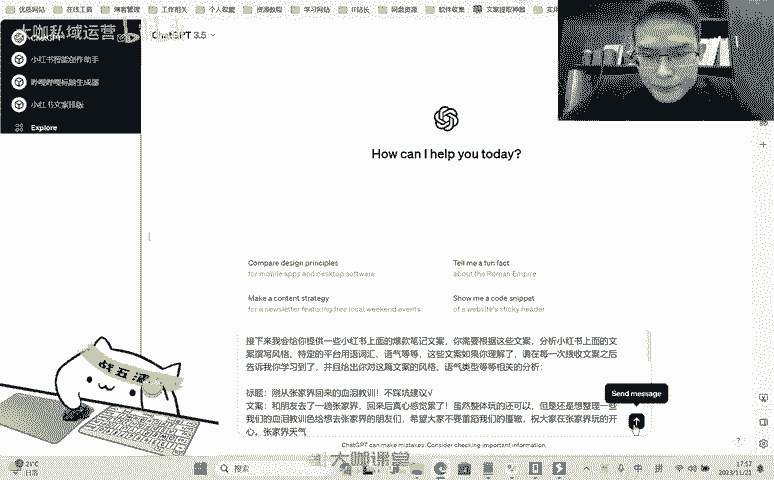 优质网站 在线工具 博客管理 工作相关 个人收藏 资源教程 学习网站 IT站长 网盘资源 软件收集 文案提取神器
大咖私域运营
ChatGPT 3.5
小红书智能创作助手
哔哩哔哩标题生成器
小红书文案排版
Explore
How can I help you today?
Compare design principles
for mobile apps and desktop software
Tell me a fun fact
about the Roman Empire
Make a content strategy
for a newsletter featuring free local weekend events
Show me a code snippet
of a website's sticky header
接下来我会给你提供一些小红书上面的爆款笔记文案，你需要根据这些文案，分析小红书上面的文
案撰写风格、特定的平台用语词汇、语气等等，这些文案如果你理解了，请在每一次接收文案之后
告诉我你学习到了，并且给出你对这篇文案的风格、语气类型等等相关的分析：
标题：刚从张家界回来的血泪教训！不踩坑建议√
文案：和朋友去了一趟张家界，回来后真心感觉累了！虽然整体玩的还可以，但是还是想整理一些
我们的血泪教训给想去张家界的朋友们，希望大家不要重蹈我们的覆辙，祝大家在张家界玩的开
心。张家界天气
Send message
ChatGPT can make mistakes. Consider checking important information.
战五渣
大咖课堂
21°C
日落
搜索
中
拼
17:57
2023/11/21